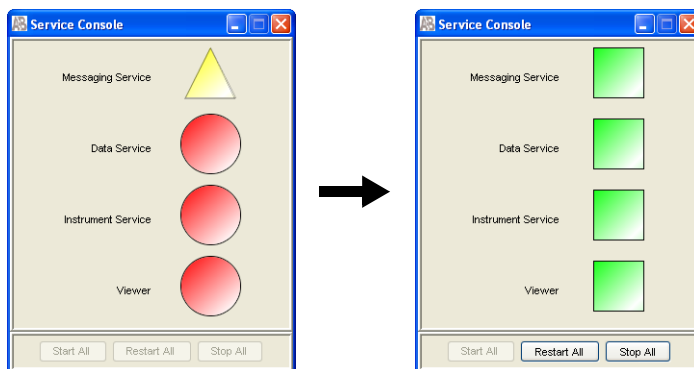 Service Console
Messaging Service
Data Service
Instrument Service
Viewer
Start All Restart All Stop All
Service Console
Messaging Service
Data Service
Instrument Service
Viewer
Start All Restart All Stop All